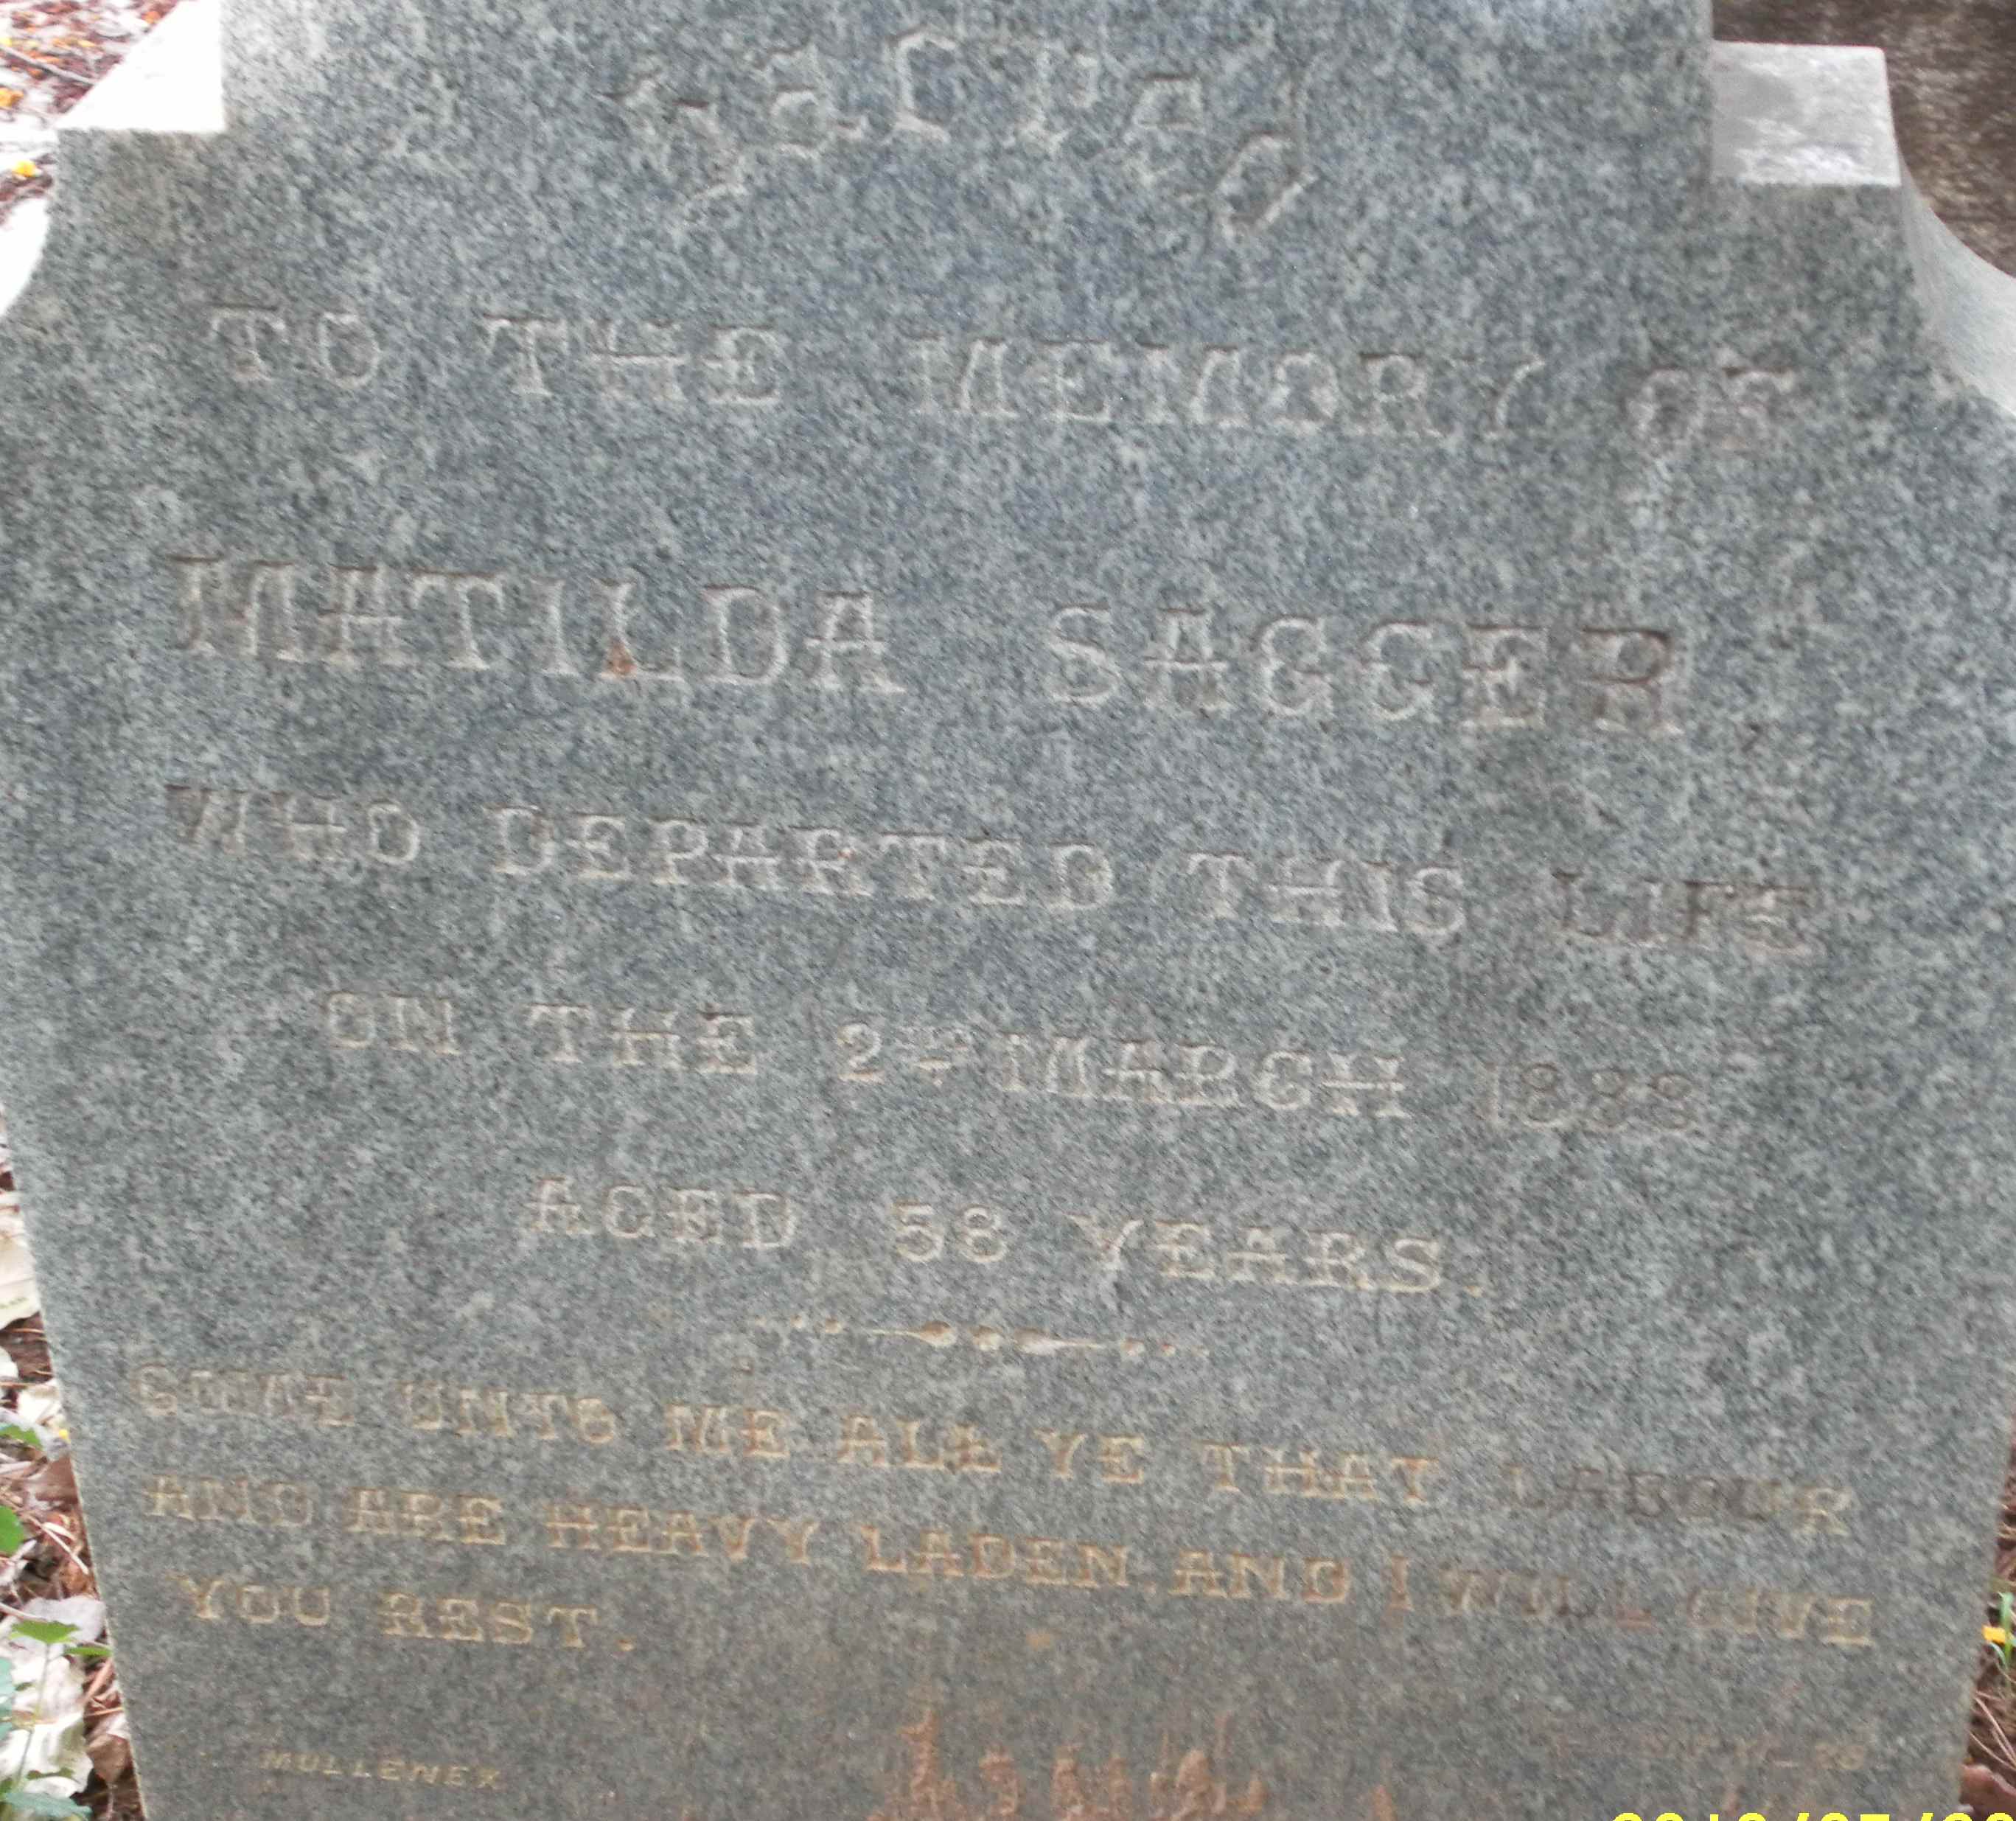 SACRED
TO THE MEMORY OF
MATILDA SAGGER,
WHO DEPARTED THIS LIFE
ON THE 2ND MARCH 1888
AGED 58 YEARS.
COME UNTO ME ALL YE THAT LABOUR
AND ARE HEAVY LADEN, AND I WILL GIVE
YOU REST.
MULLENEX